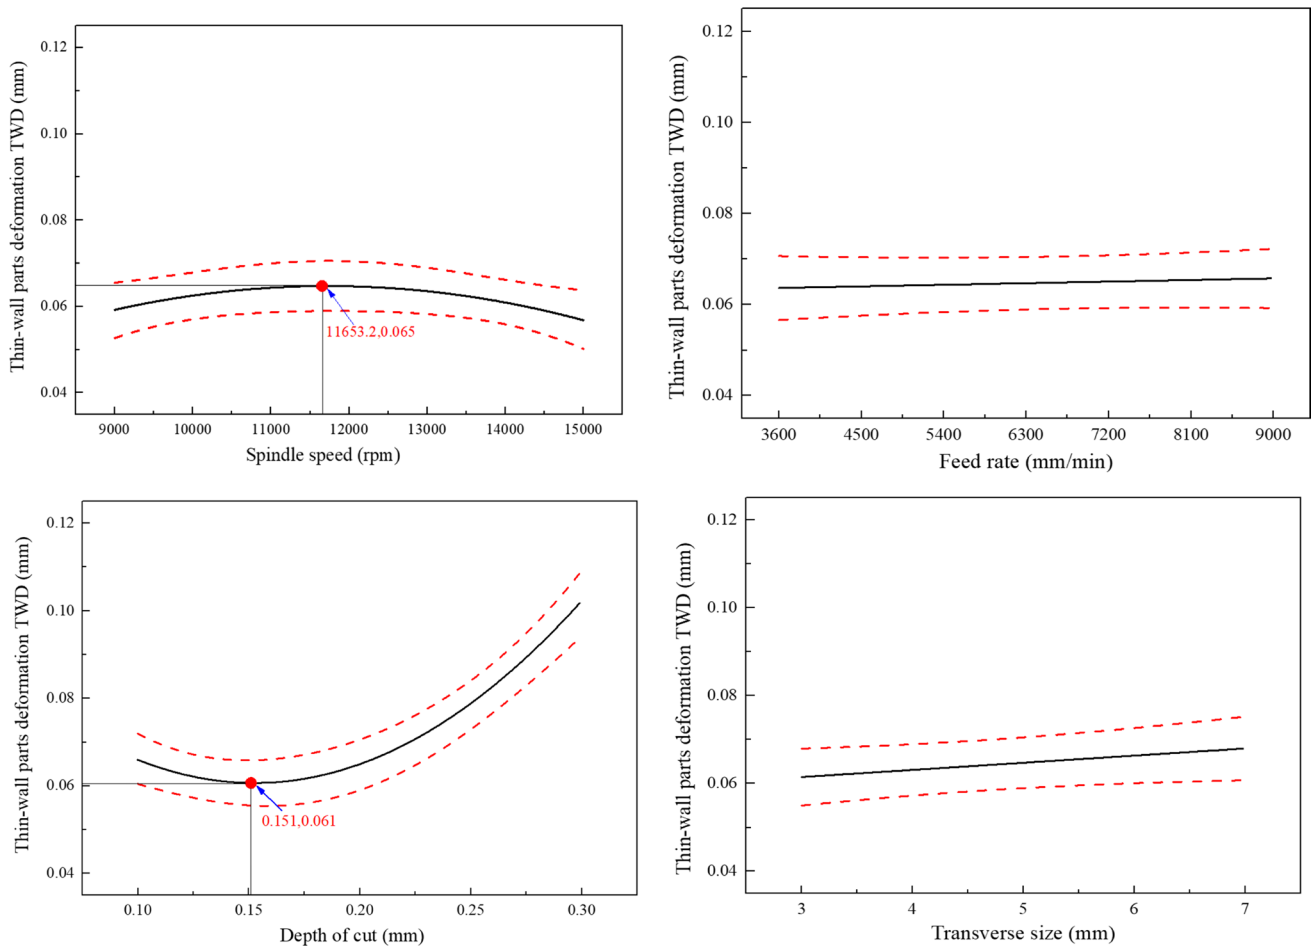 Thin-wall parts deformation TWD (mm)
0.12
0.10
0.08
0.06
0.04
11653.2,0.065
9000 10000 11000 12000 13000 14000 15000
Spindle speed (rpm)
Thin-wall parts deformation TWD (mm)
0.12
0.10
0.08
0.06
0.04
3600 4500 5400 6300 7200 8100 9000
Feed rate (mm/min)
Thin-wall parts deformation TWD (mm)
0.12
0.10
0.08
0.06
0.04
0.151,0.061
0.10 0.15 0.20 0.25 0.30
Depth of cut (mm)
Thin-wall parts deformation TWD (mm)
0.12
0.10
0.08
0.06
0.04
3 4 5 6 7
Transverse size (mm)